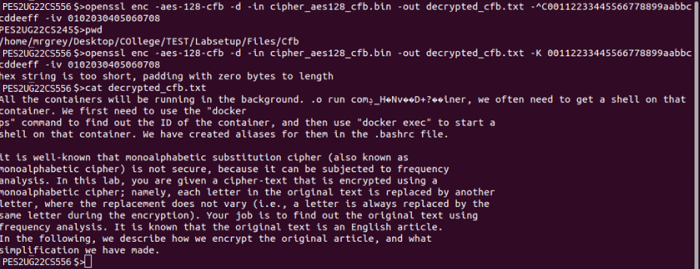 PES2UG22CS556 $>openssl enc -aes-128-cfb -d -in cipher_aes128_cfb.bin -out decrypted_cfb.txt -^C00112233445566778899aabbc
cddeeff -iv 0102030405060708
PES2UG22CS245$>pwd
/home/mrgrey/Desktop/COllege/TEST/Labsetup/Files/Cfb
PES2UG22CS556 $>openssl enc -aes-128-cfb -d -in cipher_aes128_cfb.bin -out decrypted_cfb.txt -K 00112233445566778899aabbc
cddeeff -iv 0102030405060708
hex string is too short, padding with zero bytes to length
PES2UG22CS556 $>cat decrypted_cfb.txt
All the containers will be running in the background. .o run com�_H�Nv��D+?��iner, we often need to get a shell on that
container. We first need to use the "docker
ps" command to find out the ID of the container, and then use "docker exec" to start a
shell on that container. We have created aliases for them in the .bashrc file.
it is well-known that monoalphabetic substitution cipher (also known as
monoalphabetic cipher) is not secure, because it can be subjected to frequency
analysis. In this lab, you are given a cipher-text that is encrypted using a
monoalphabetic cipher; namely, each letter in the original text is replaced by another
letter, where the replacement does not vary (i.e., a letter is always replaced by the
same letter during the encryption). Your job is to find out the original text using
frequency analysis. It is known that the original text is an English article.
In the following, we describe how we encrypt the original article, and what
simplification we have made.
PES2UG22CS556 $>